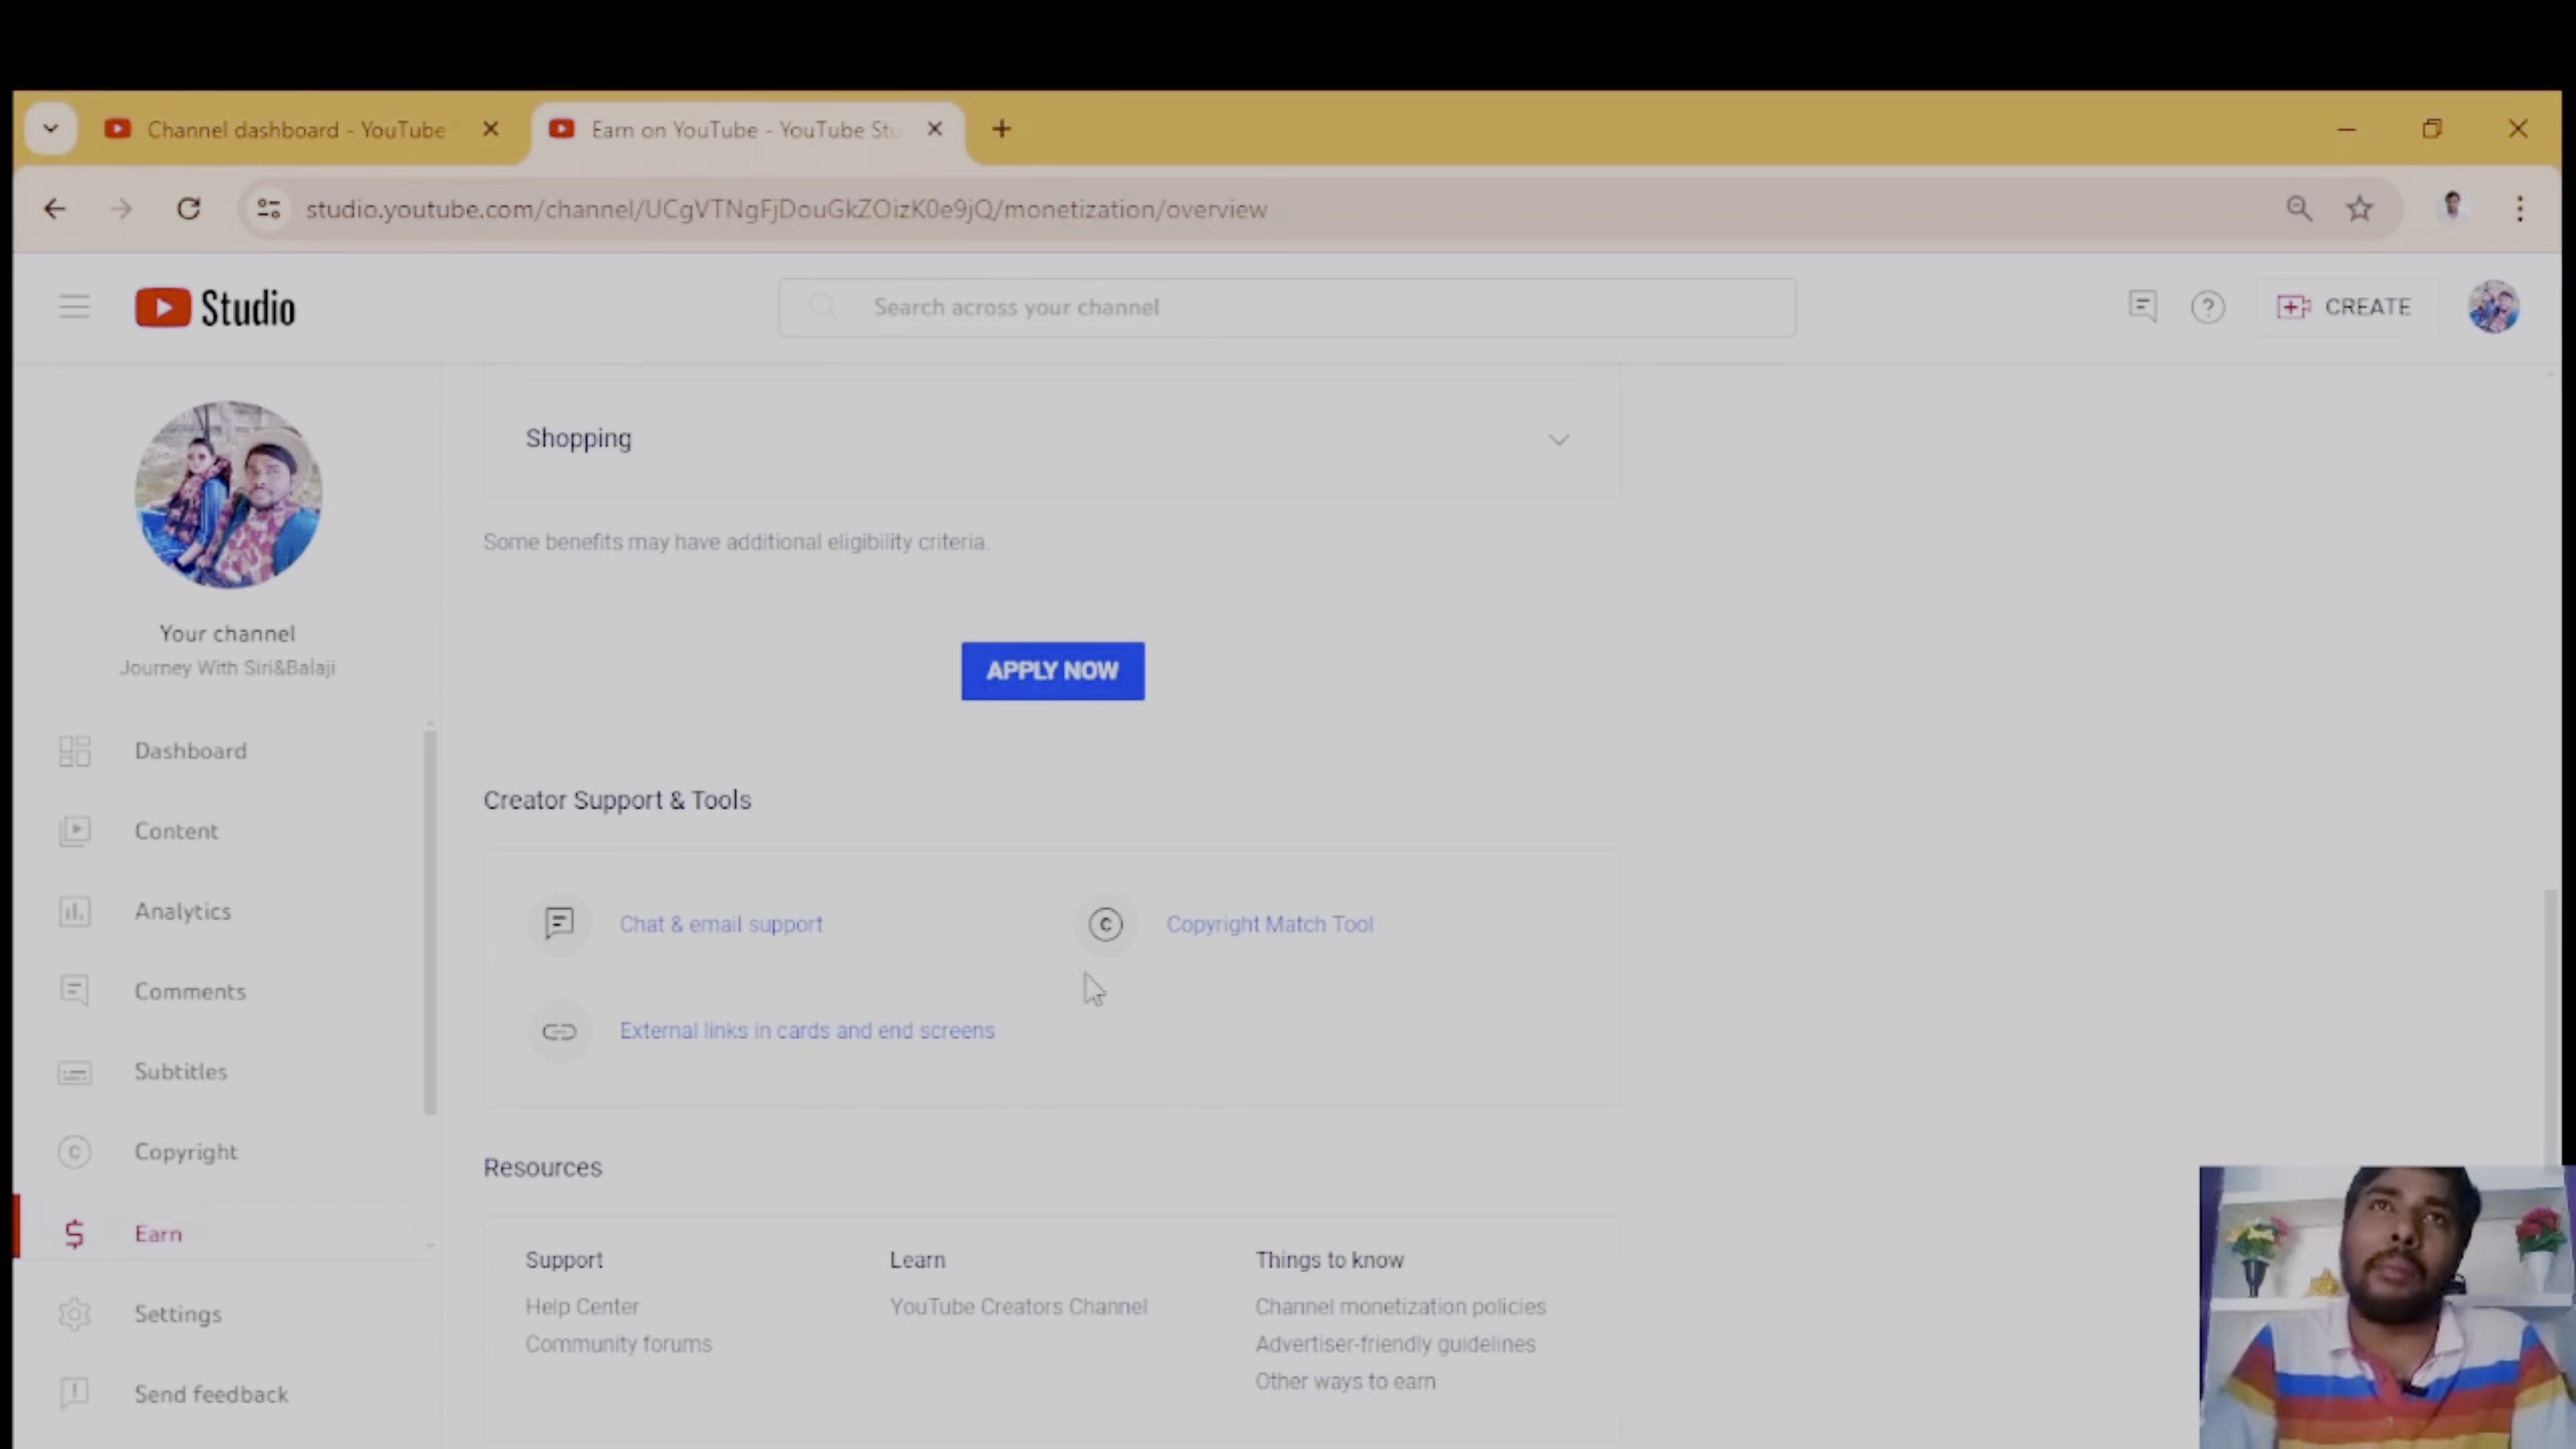 Channel dashboard - YouTube
Earn on YouTube - YouTube Stu
studio.youtube.com/channel/UCgVTNgFjDouGkZOizK0e9jQ/monetization/overview
Studio
Search across your channel
CREATE
Your channel
Journey With Siri&Balaji
Dashboard
Content
Analytics
Comments
Subtitles
Copyright
Earn
Settings
Send feedback
Shopping
Some benefits may have additional eligibility criteria.
APPLY NOW
Creator Support & Tools
Chat & email support
Copyright Match Tool
External links in cards and end screens
Resources
Support
Help Center
Community forums
Learn
YouTube Creators Channel
Things to know
Channel monetization policies
Advertiser-friendly guidelines
Other ways to earn